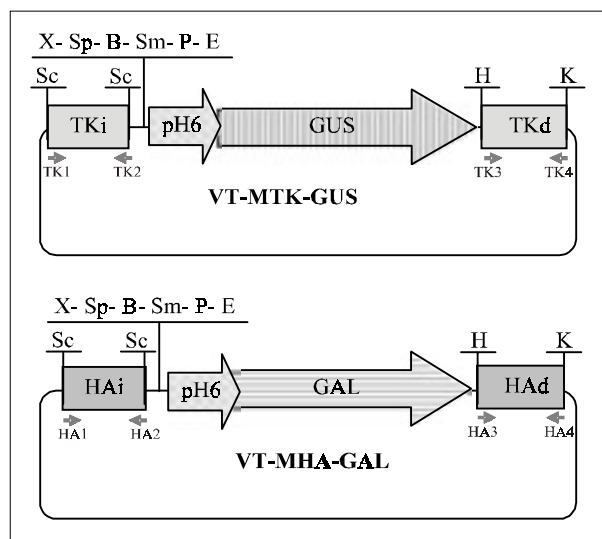 X- Sp- B- Sm- P- E
Sc Sc H K
TKi pH6 GUS TKd
TK1 TK2 TK3 TK4
VT-MTK-GUS
X- Sp- B- Sm- P- E
Sc Sc H K
HAi pH6 GAL HAd
HA1 HA2 HA3 HA4
VT-MHA-GAL